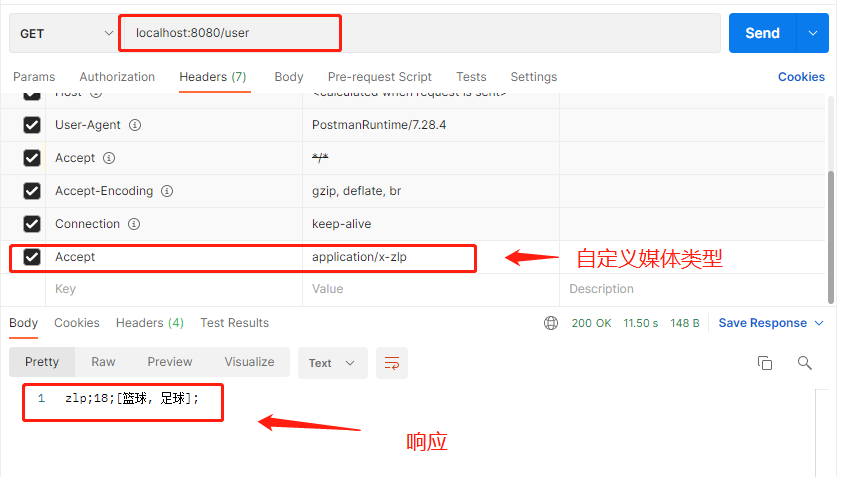 GET localhost:8080/user Send
Params Authorization Headers (7) Body Pre-request Script Tests Settings Cookies
Host <calculated when request is sent>
User-Agent PostmanRuntime/7.28.4
Accept */*
Accept-Encoding gzip, deflate, br
Connection keep-alive
Accept application/x-zlp 自定义媒体类型
Key Value Description
Body Cookies Headers (4) Test Results 200 OK 11.50 s 148 B Save Response
Pretty Raw Preview Visualize Text
1 zlp;18;[篮球, 足球];
响应